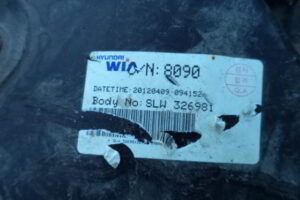 HYUNDAI
WIA O/N: 8090
DATETIME:20120409 094152
Body No:SLW 326981